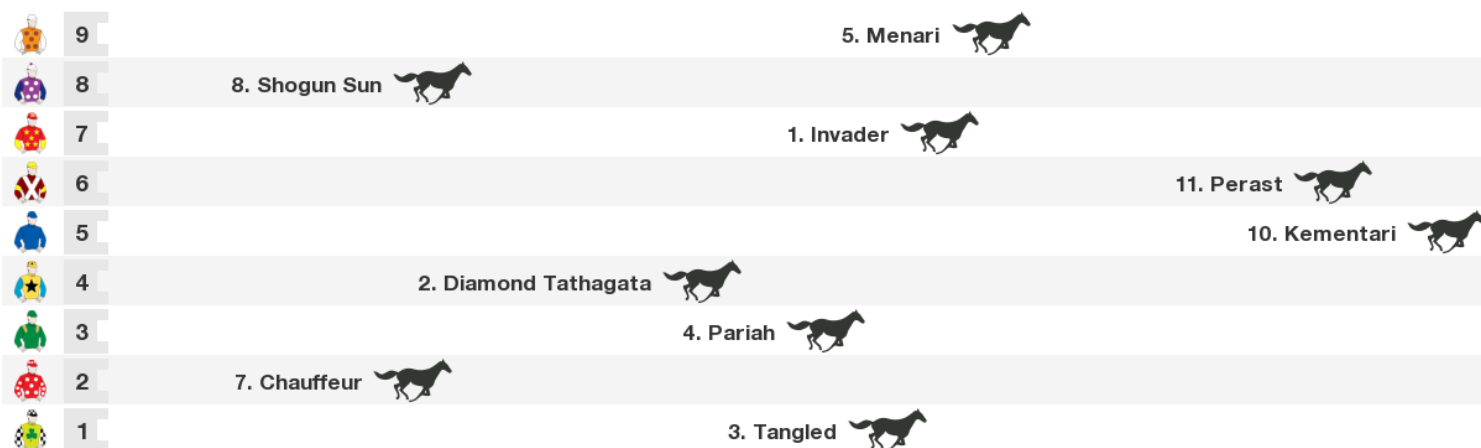 9 5. Menari
8 8. Shogun Sun
7 1. Invader
6 11. Perast
5 10. Kementari
4 2. Diamond Tathagata
3 4. Pariah
2 7. Chauffeur
1 3. Tangled